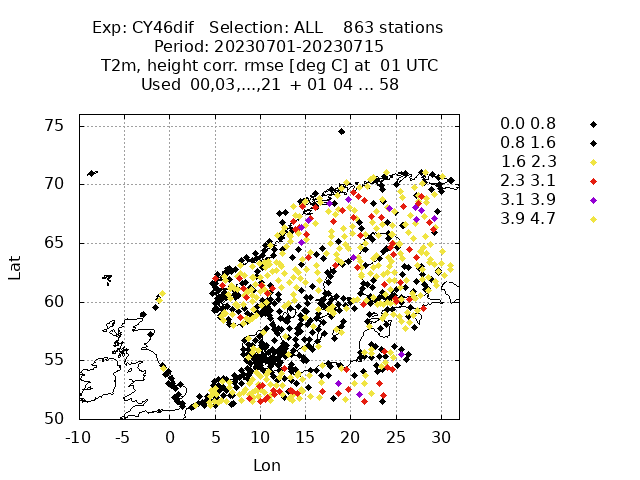 Exp: CY46dif Selection: ALL 863 stations
Period: 20230701-20230715
T2m, height corr. rmse [deg C] at 01 UTC
Used 00,03,...,21 + 01 04 ... 58
75
70
65
60
55
50
Lat
-10 -5 0 5 10 15 20 25 30
Lon
0.0 0.8
0.8 1.6
1.6 2.3
2.3 3.1
3.1 3.9
3.9 4.7